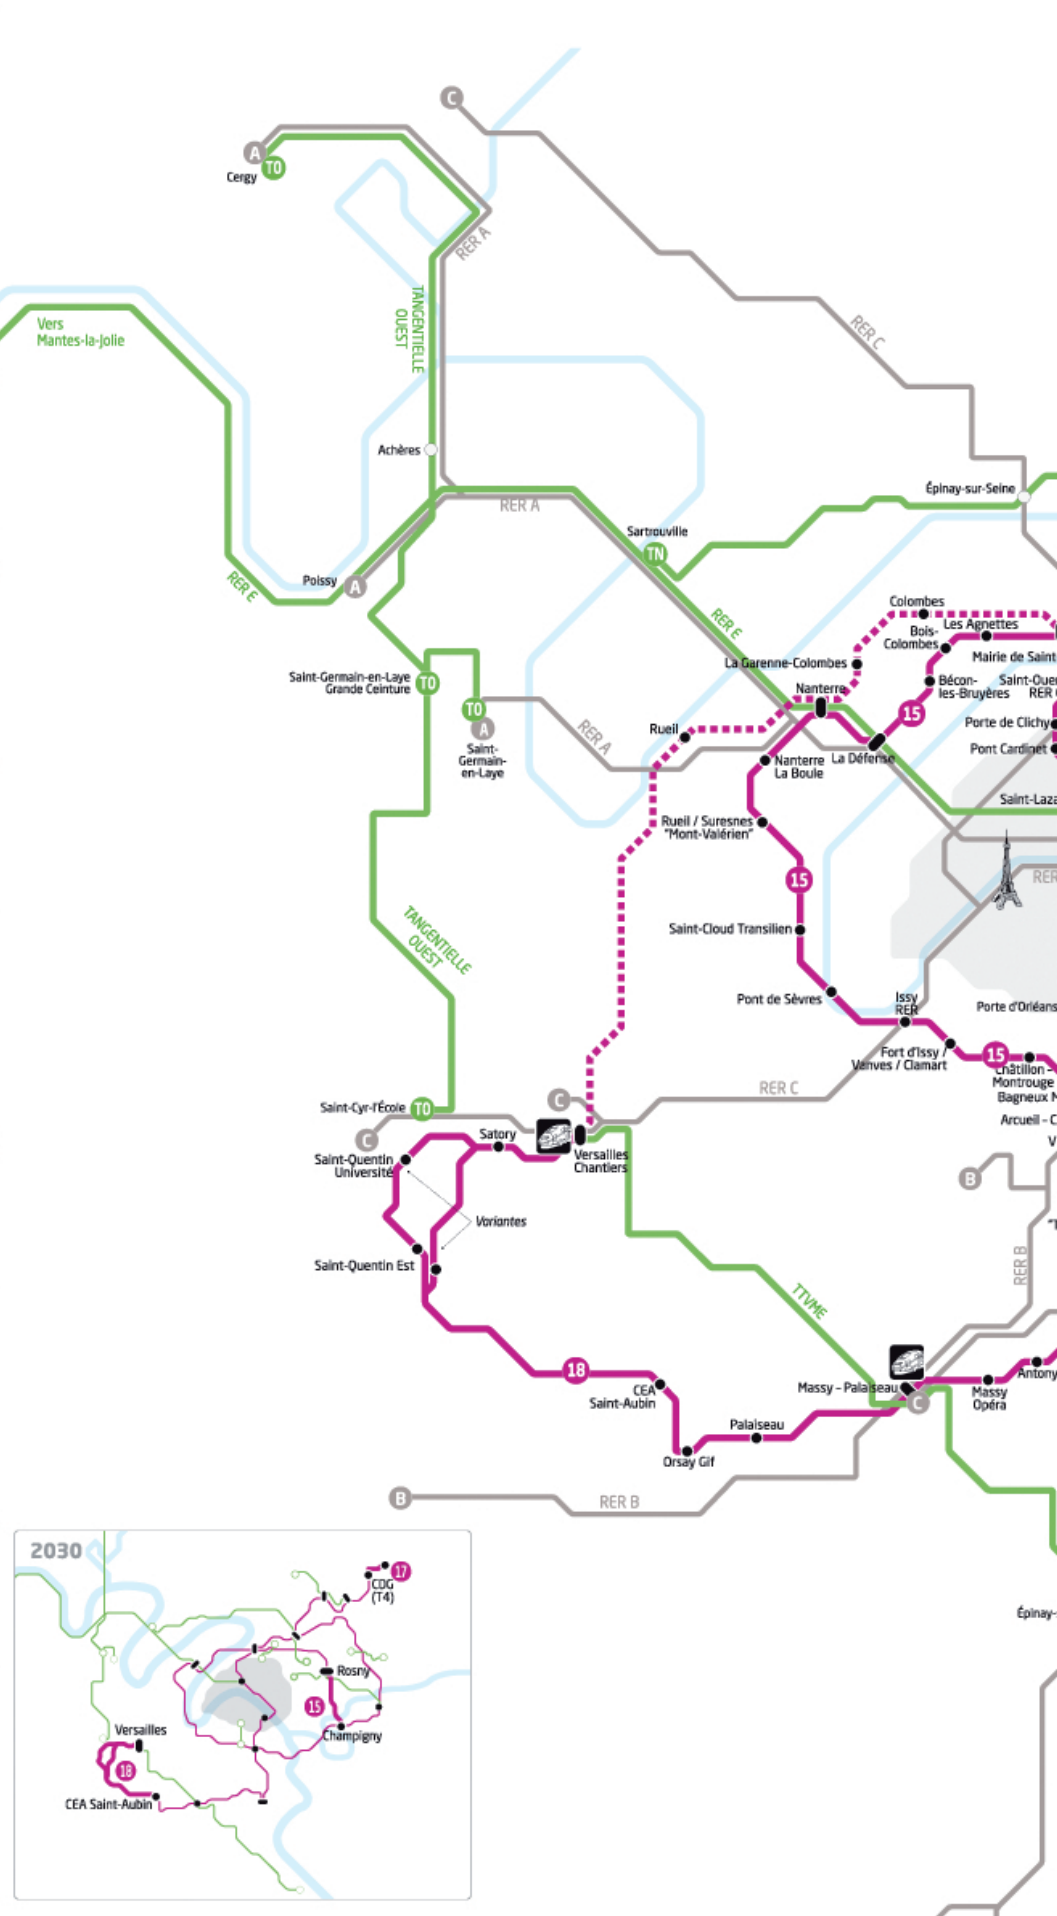 C
A
Cergy
T0
RER A
TANGENTIELLE
OUEST
RER C
Vers
Mantes-la-Jolie
Achères
RER A
Épinay-sur-Seine
Sartrouville
TN
RER E
Poissy
A
RER E
Colombes
Les Agnettes
Bois-
Colombes
Mairie de Saint-
La Garenne-Colombes
Saint-Germain-en-Laye
Grande Ceinture
T0
Bécon-
les-Bruyères
Saint-Ouen
RER
Nanterre
T0
A
15
Porte de Clichy
Rueil
RER A
Saint-
Germain-
en-Laye
Pont Cardinet
La Défense
Nanterre
La Boule
Saint-Laza
Rueil / Suresnes
"Mont-Valérien"
15
RER
Saint-Cloud Transilien
TANGENTIELLE
OUEST
Pont de Sèvres
Issy
RER
Porte d'Orléans
Fort d'Issy /
Vanves / Clamart
15
Châtillon -
Montrouge
Bagneux M
RER C
C
Saint-Cyr-l'École
T0
Arceuil - C
C
Satory
V
Saint-Quentin
Université
Versailles
Chantiers
B
Variantes
Saint-Quentin Est
RER B
TTVME
18
CEA
Saint-Aubin
Massy - Palaiseau
C
Massy
Opéra
Antony
Palaiseau
Orsay Gif
B
RER B
2030
17
CDG
(T4)
Rosny
15
Champigny
Versailles
18
CEA Saint-Aubin
Épinay-